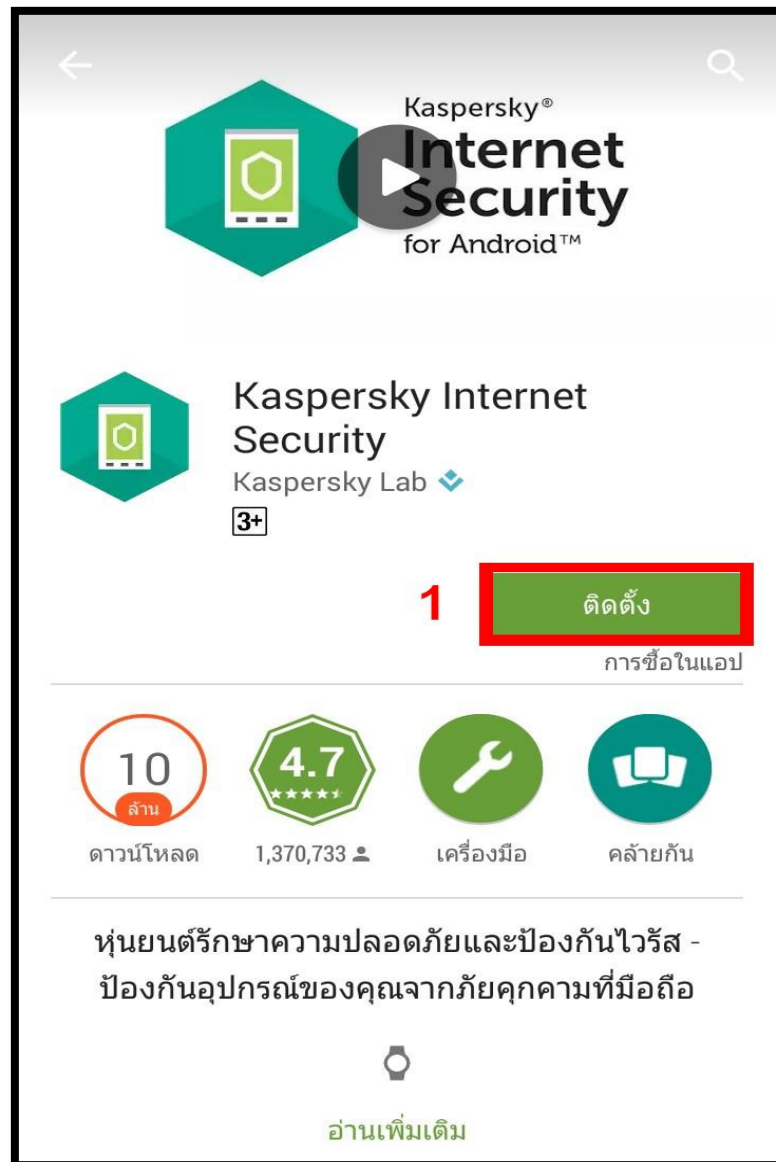 Kaspersky®
Internet
Security
for Android™
Kaspersky Internet
Security
Kaspersky Lab
3+
1
ติดตั้ง
การซื้อในแอป
10
ล้าน
ดาวน์โหลด
4.7
1,370,733
เครื่องมือ
คล้ายกัน
หุ่นยนต์รักษาความปลอดภัยและป้องกันไวรัส -
ป้องกันอุปกรณ์ของคุณจากภัยคุกคามที่มือถือ
อ่านเพิ่มเติม